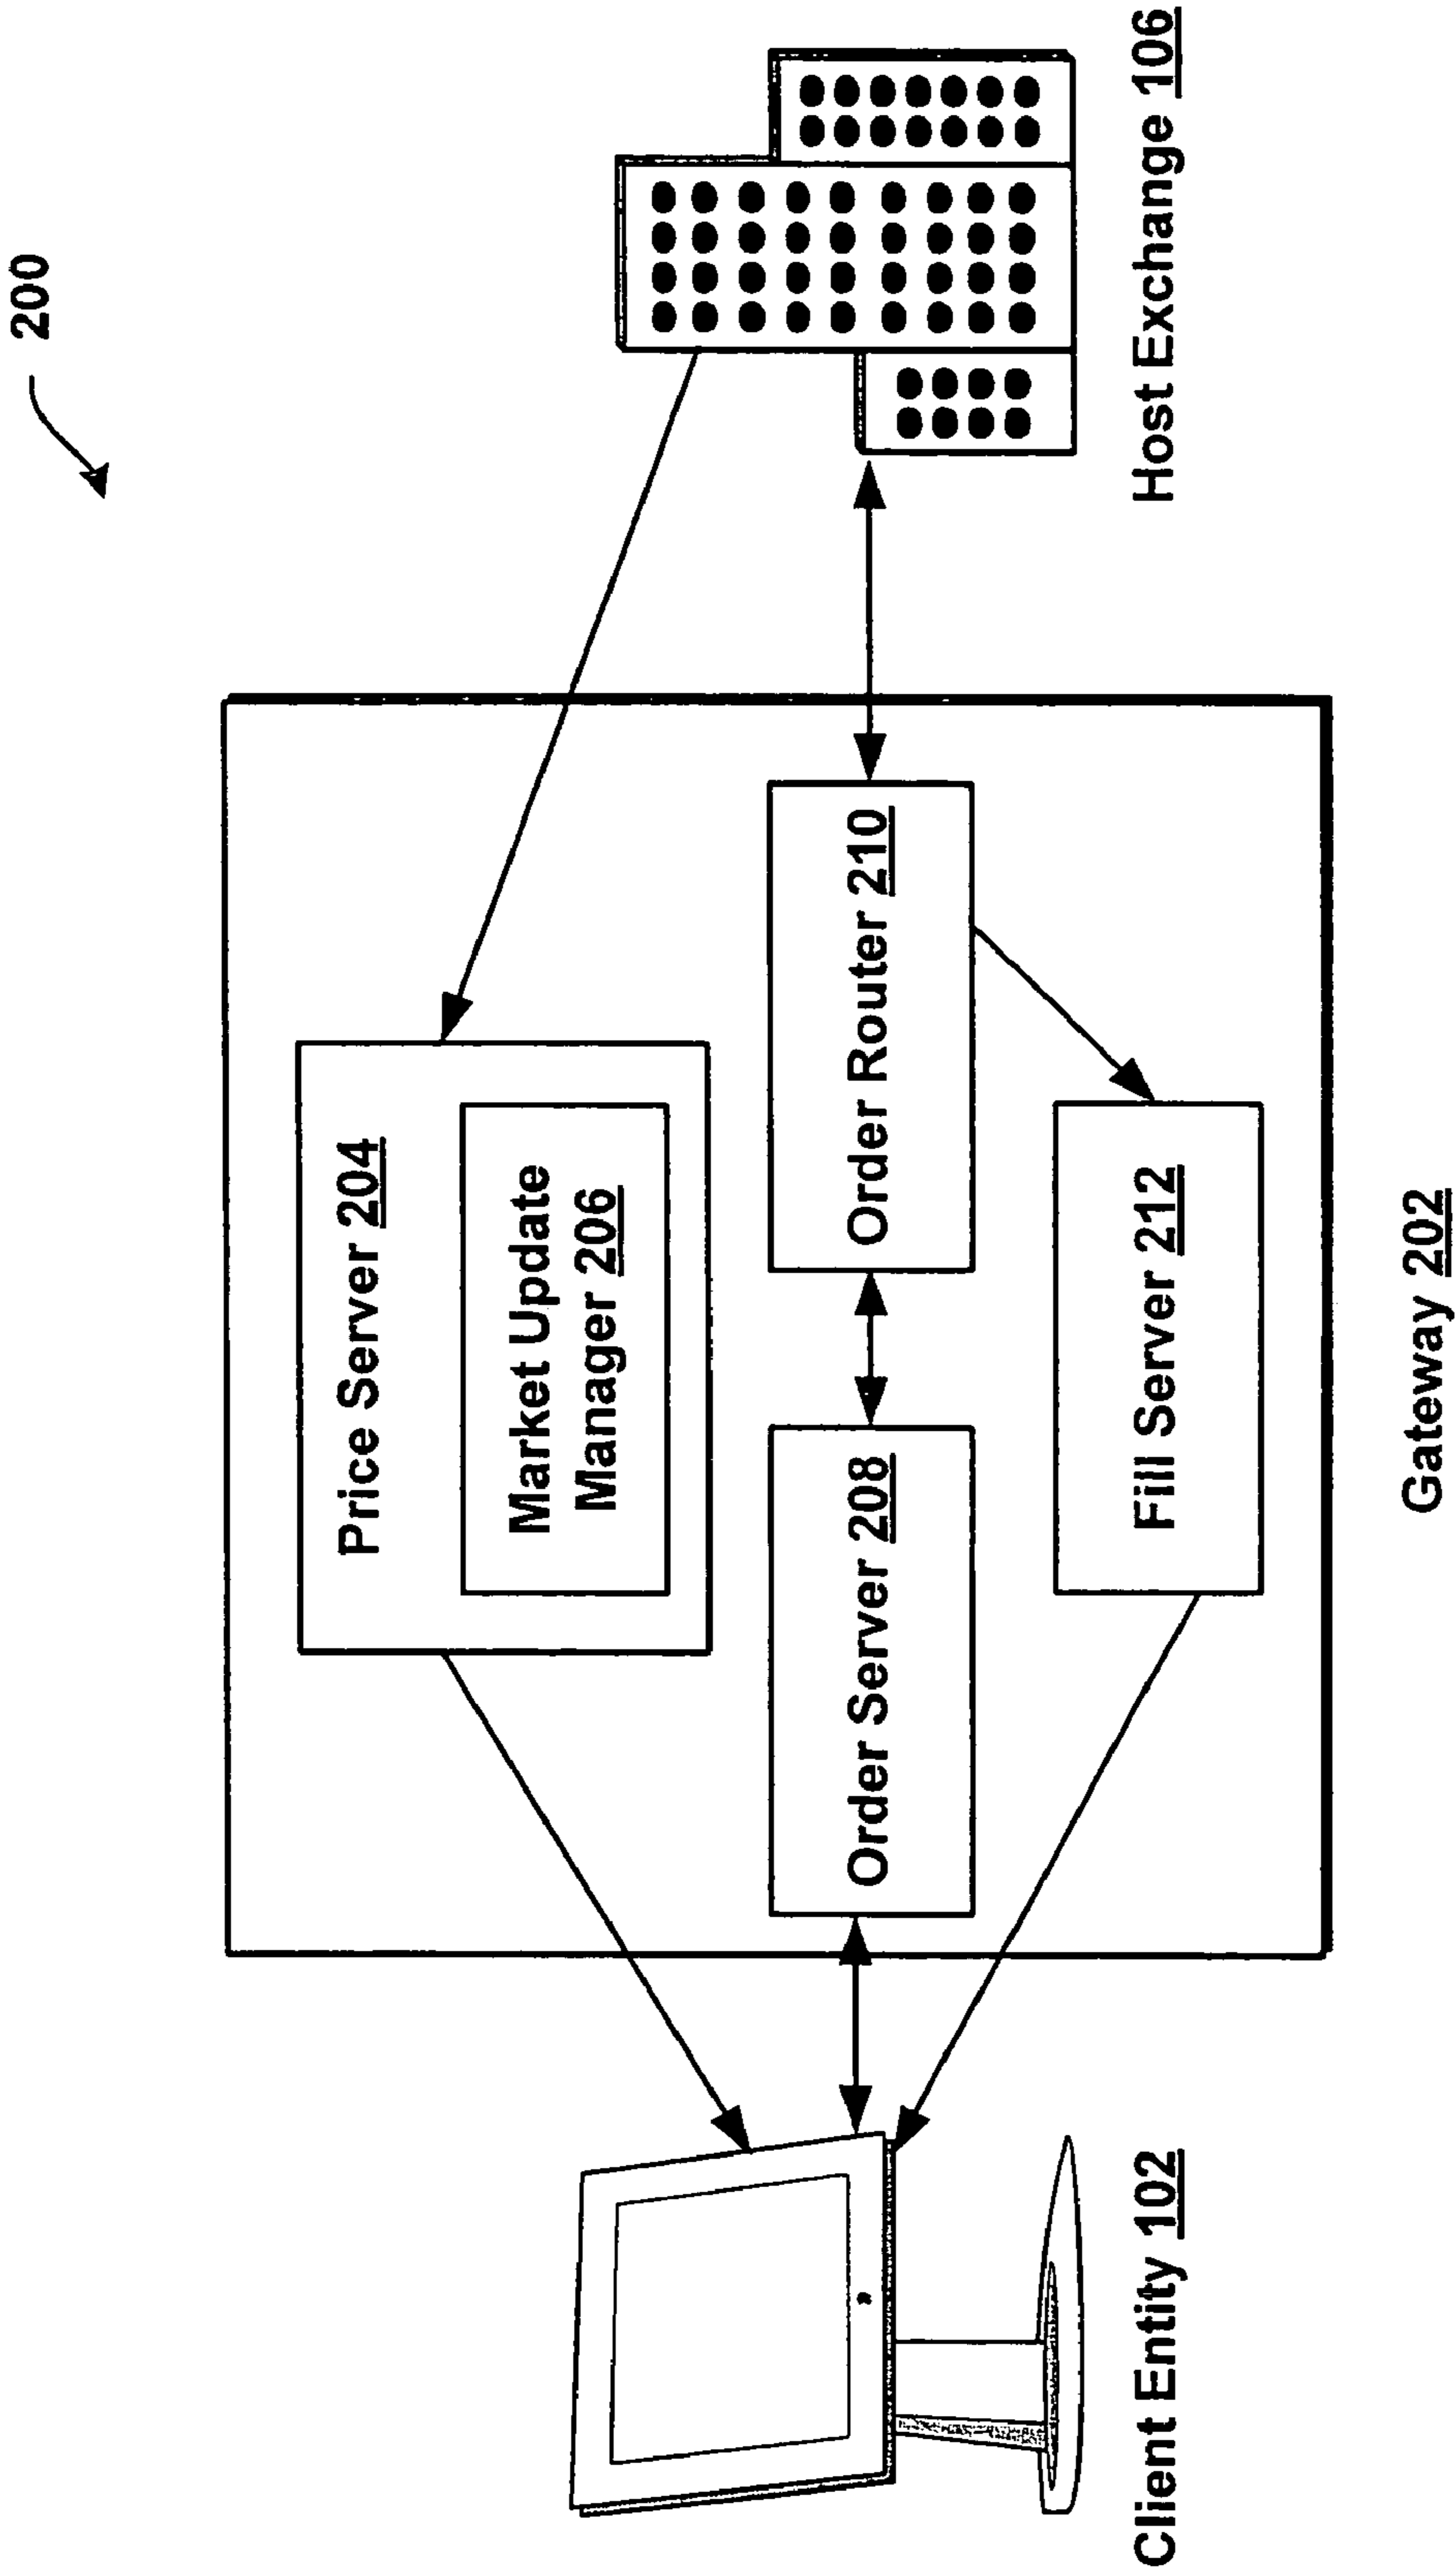 200
Price Server 204
Market Update
Manager 206
Order Server 208
Order Router 210
Fill Server 212
Client Entity 102
Host Exchange 106
Gateway 202